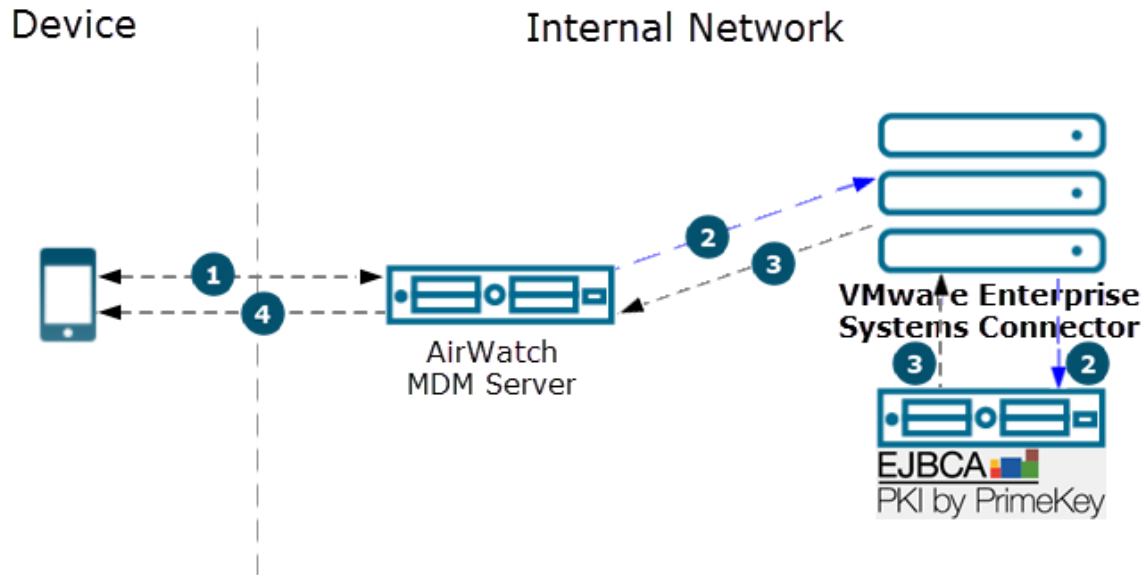 Device
Internal Network
1
2
3
4
AirWatch
MDM Server
VMware Enterprise
Systems Connector
3
2
EJBCA
PKI by PrimeKey